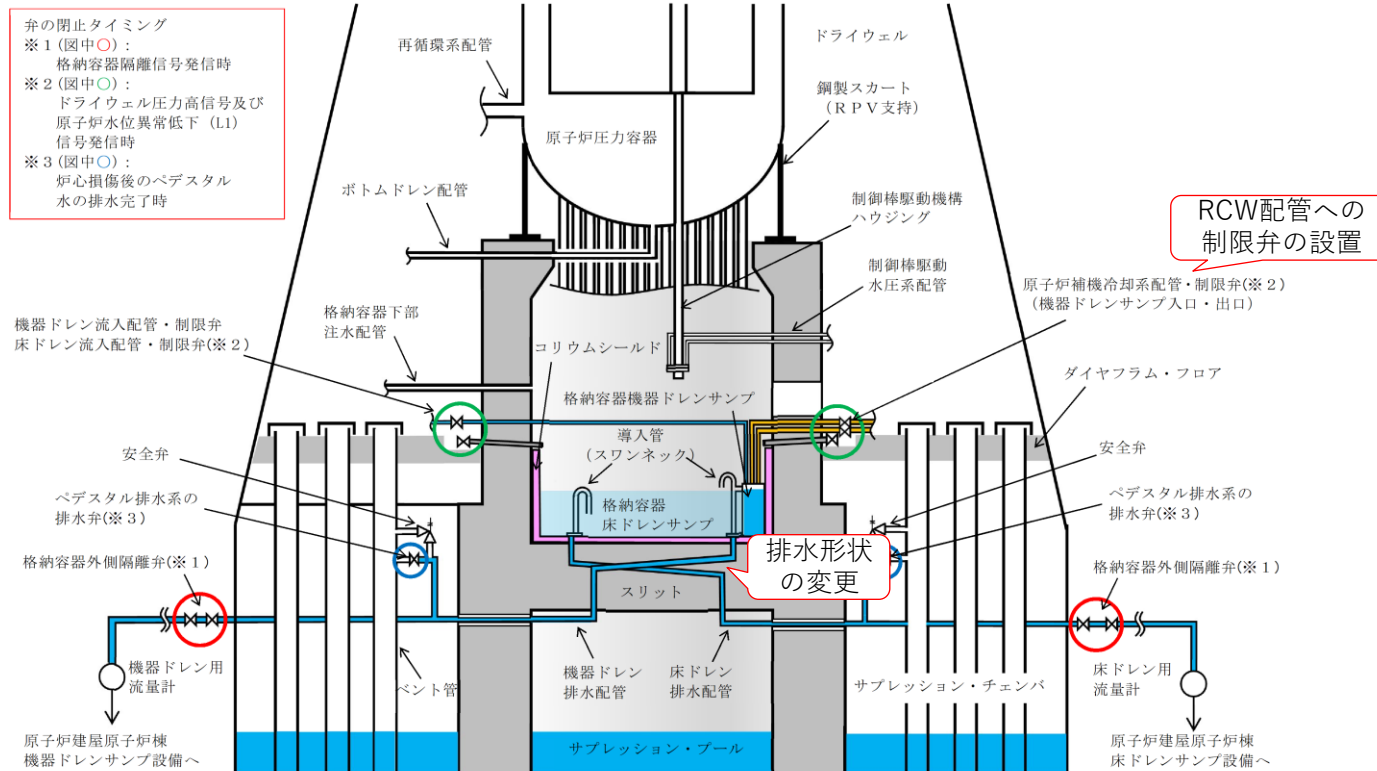 弁の閉止タイミング
※1(図中○)：
格納容器隔離信号発信時
※2(図中○)：
ドライウェル圧力高信号及び
原子炉水位異常低下（L1）
信号発信時
※3(図中○)：
炉心損傷後のペデスタル
水の排水完了時
再循環系配管
ドライウェル
鋼製スカート
（ＲＰＶ支持）
原子炉圧力容器
ボトムドレン配管
制御棒駆動機構
ハウジング
RCW配管への
制限弁の設置
制御棒駆動
水圧系配管
原子炉補機冷却系配管・制限弁(※2)
（機器ドレンサンプ入口・出口）
格納容器下部
注水配管
機器ドレン流入配管・制限弁
床ドレン流入配管・制限弁(※2)
コリウムシールド
ダイヤフラム・フロア
格納容器機器ドレンサンプ
導入管
（スワンネック）
安全弁
安全弁
格納容器
床ドレンサンプ
ペデスタル排水系の
排水弁(※3)
ペデスタル排水系の
排水弁(※3)
排水形状
の変更
格納容器外側隔離弁(※1)
格納容器外側隔離弁(※1)
スリット
機器ドレン用
流量計
ベント管
機器ドレン
排水配管
床ドレン
排水配管
サプレッション・チェンバ
床ドレン用
流量計
原子炉建屋原子炉棟
機器ドレンサンプ設備へ
サプレッション・プール
原子炉建屋原子炉棟
床ドレンサンプ設備へ